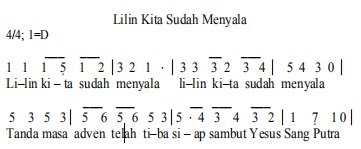 Lilin Kita Sudah Menyala
4/4; 1=D
1 1 1̅ 5̣̅ 1̅ 2̅ | 3 2 1 · | 3 3 3̅ 2̅ 3̅ 4̅ | 5 4 3 0 |
Li–lin ki – ta sudah menyala li–lin ki–ta sudah menyala
5 3 5 3 | 5̅ 6̅ 5̅ 6̅ 5 3 | 5 · 4̅ 3̅ 4̅ 3̅ 2̅ | 1 7̣ 1 0 |
Tanda masa adven telah ti–ba si – ap sambut Yesus Sang Putra